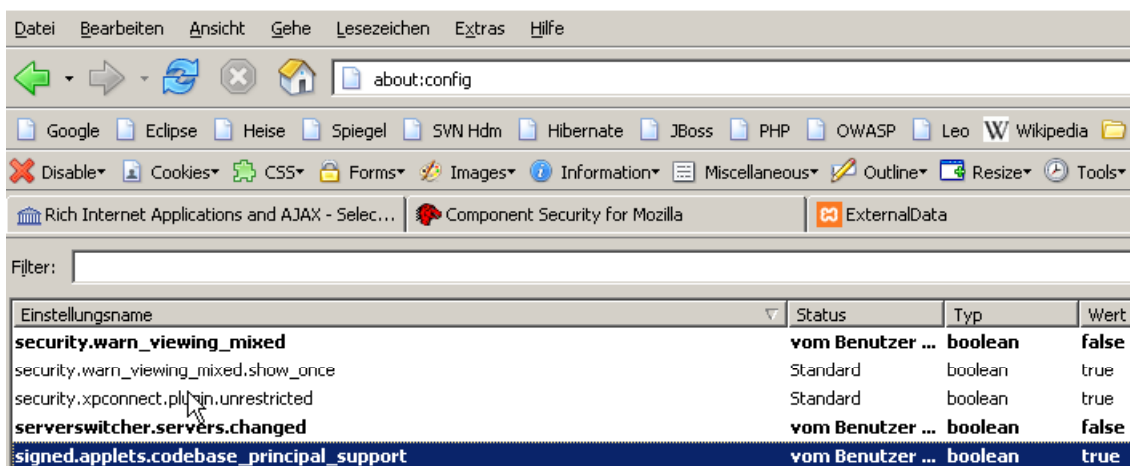 Datei Bearbeiten Ansicht Gehe Lesezeichen Extras Hilfe
about:config
Google Eclipse Heise Spiegel SVN Hdm Hibernate JBoss PHP OWASP Leo W Wikipedia
Disable Cookies CSS Forms Images Information Miscellaneous Outline Resize Tools
Rich Internet Applications and AJAX - Selec... Component Security for Mozilla ExternalData
Filter:
Einstellungsname Status Typ Wert
security.warn_viewing_mixed vom Benutzer ... boolean false
security.warn_viewing_mixed.show_once Standard boolean true
security.xpconnect.plugin.unrestricted Standard boolean true
serverswitcher.servers.changed vom Benutzer ... boolean false
signed.applets.codebase_principal_support vom Benutzer ... boolean true